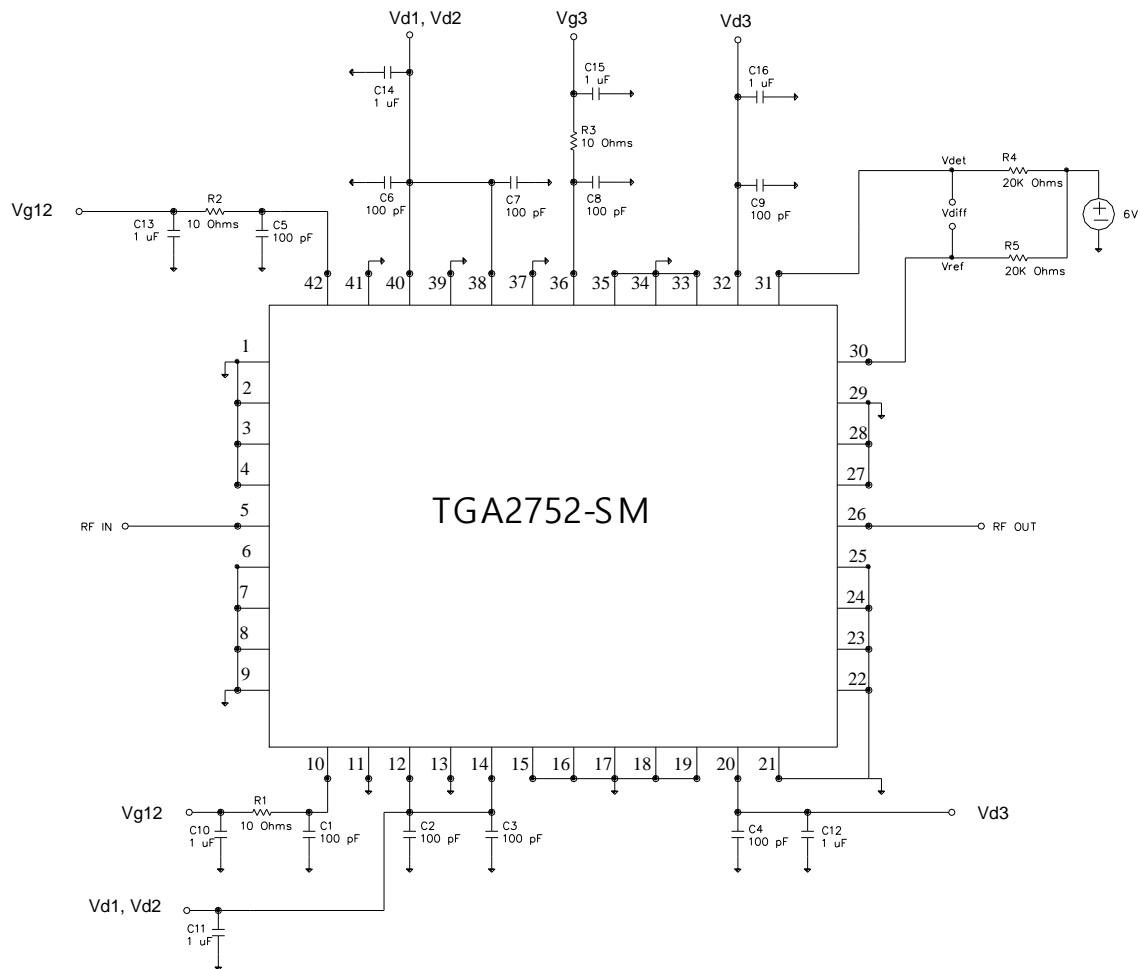 Vd1, Vd2
Vg3
Vd3
C14
1 uF
C15
1 uF
C16
1 uF
R3
10 Ohms
Vdet
R4
20K Ohms
Vdiff
6V
Vref
R5
20K Ohms
Vg12
C13
1 uF
R2
10 Ohms
C5
100 pF
C6
100 pF
C7
100 pF
C8
100 pF
C9
100 pF
42 41 40 39 38 37 36 35 34 33 32 31
1
2
3
4
5
6
7
8
9
RF IN
TGA2752-SM
30
29
28
27
26
25
24
23
22
RF OUT
10 11 12 13 14 15 16 17 18 19 20 21
Vg12
C10
1 uF
R1
10 Ohms
C1
100 pF
C2
100 pF
C3
100 pF
C4
100 pF
C12
1 uF
Vd3
Vd1, Vd2
C11
1 uF